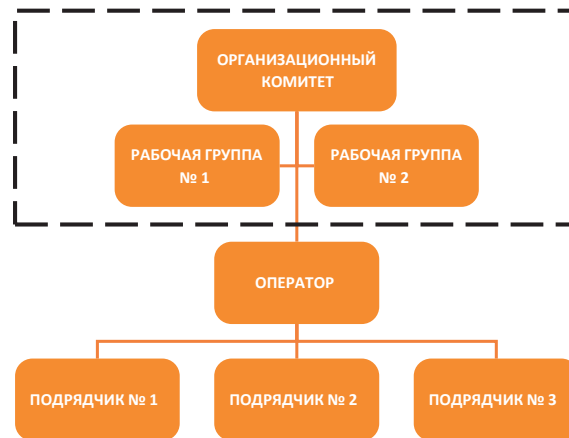 ОРГАНИЗАЦИОННЫЙ
КОМИТЕТ
РАБОЧАЯ ГРУППА
№ 1
РАБОЧАЯ ГРУППА
№ 2
ОПЕРАТОР
ПОДРЯДЧИК № 1
ПОДРЯДЧИК № 2
ПОДРЯДЧИК № 3